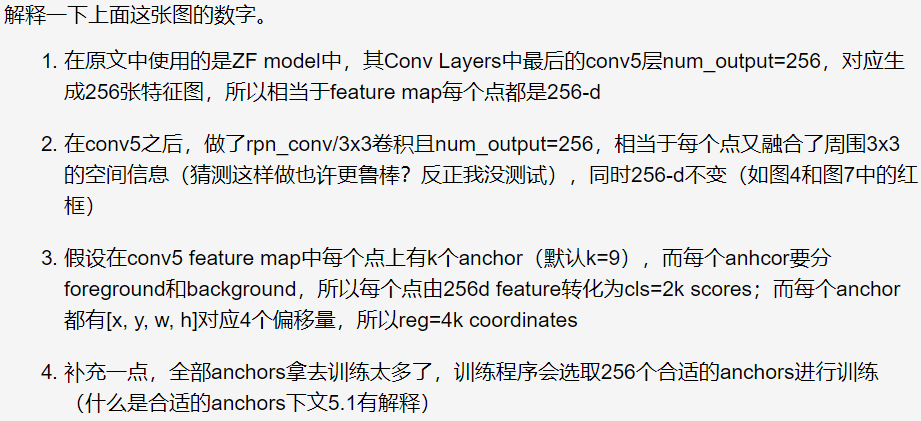 解释一下上面这张图的数字。
1. 在原文中使用的是ZF model中，其Conv Layers中最后的conv5层num_output=256，对应生
成256张特征图，所以相当于feature map每个点都是256-d
2. 在conv5之后，做了rpn_conv/3x3卷积且num_output=256，相当于每个点又融合了周围3x3
的空间信息（猜测这样做也许更鲁棒？反正我没测试），同时256-d不变（如图4和图7中的红
框）
3. 假设在conv5 feature map中每个点上有k个anchor（默认k=9），而每个anhcor要分
foreground和background，所以每个点由256d feature转化为cls=2k scores；而每个anchor
都有[x, y, w, h]对应4个偏移量，所以reg=4k coordinates
4. 补充一点，全部anchors拿去训练太多了，训练程序会选取256个合适的anchors进行训练
（什么是合适的anchors下文5.1有解释）